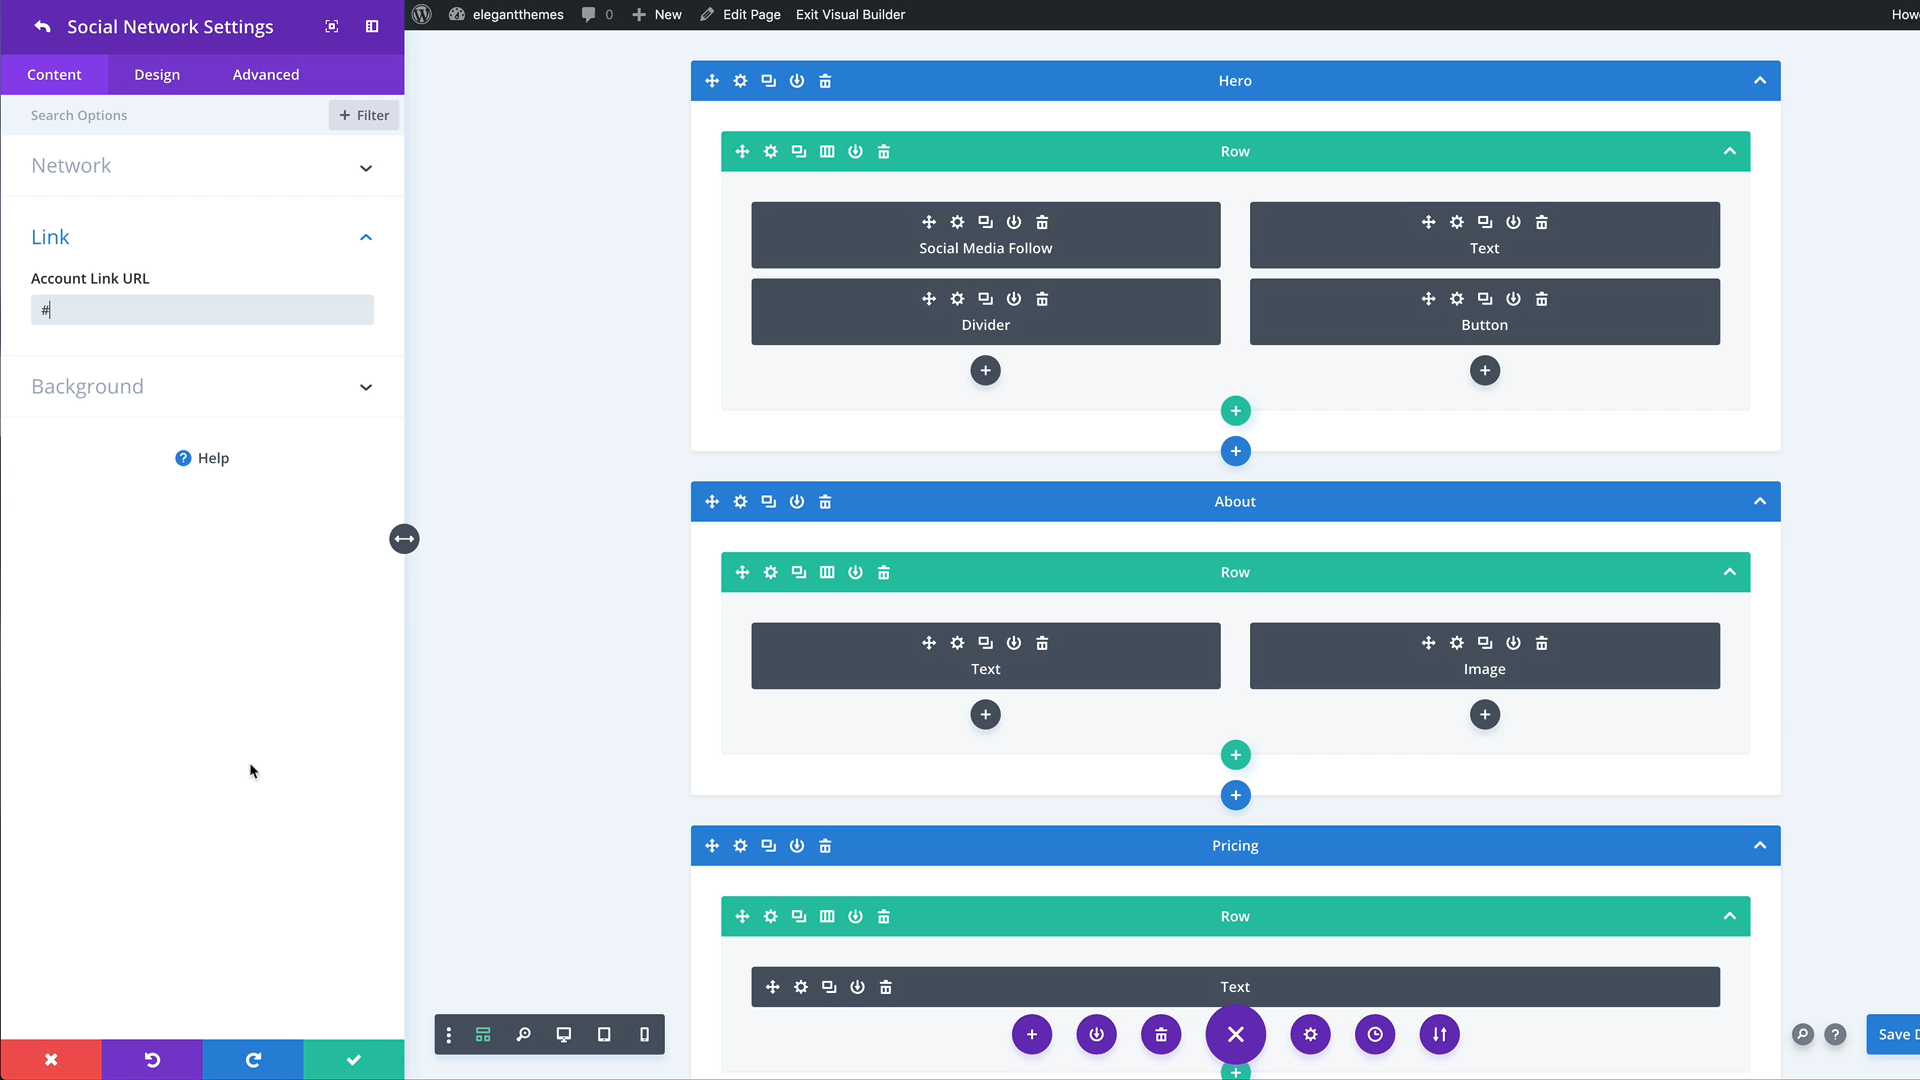 Social Network Settings
Content Design Advanced
Search Options + Filter
Network
Link
Account Link URL
#
Background
? Help
elegantthemes 0 + New Edit Page Exit Visual Builder
Hero
Row
Social Media Follow Text
Divider Button
About
Row
Text Image
Pricing
Row
Text
Save